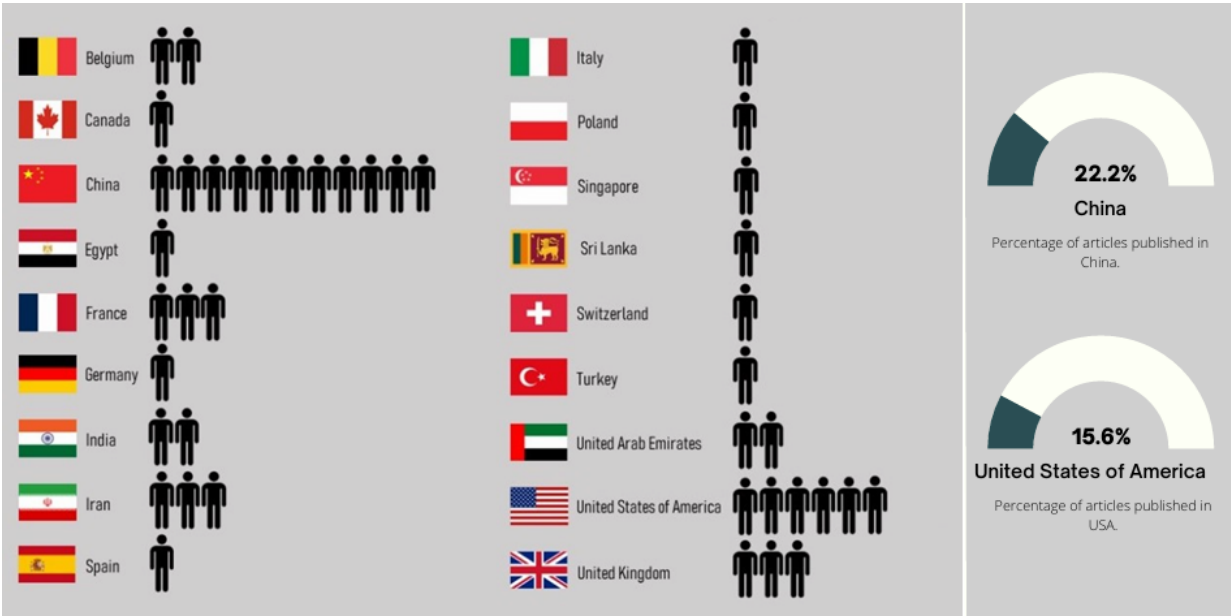 Belgium
Canada
China
Egypt
France
Germany
India
Iran
Spain
Italy
Poland
Singapore
Sri Lanka
Switzerland
Turkey
United Arab Emirates
United States of America
United Kingdom
22.2%
China
Percentage of articles published in
China.
15.6%
United States of America
Percentage of articles published in
USA.